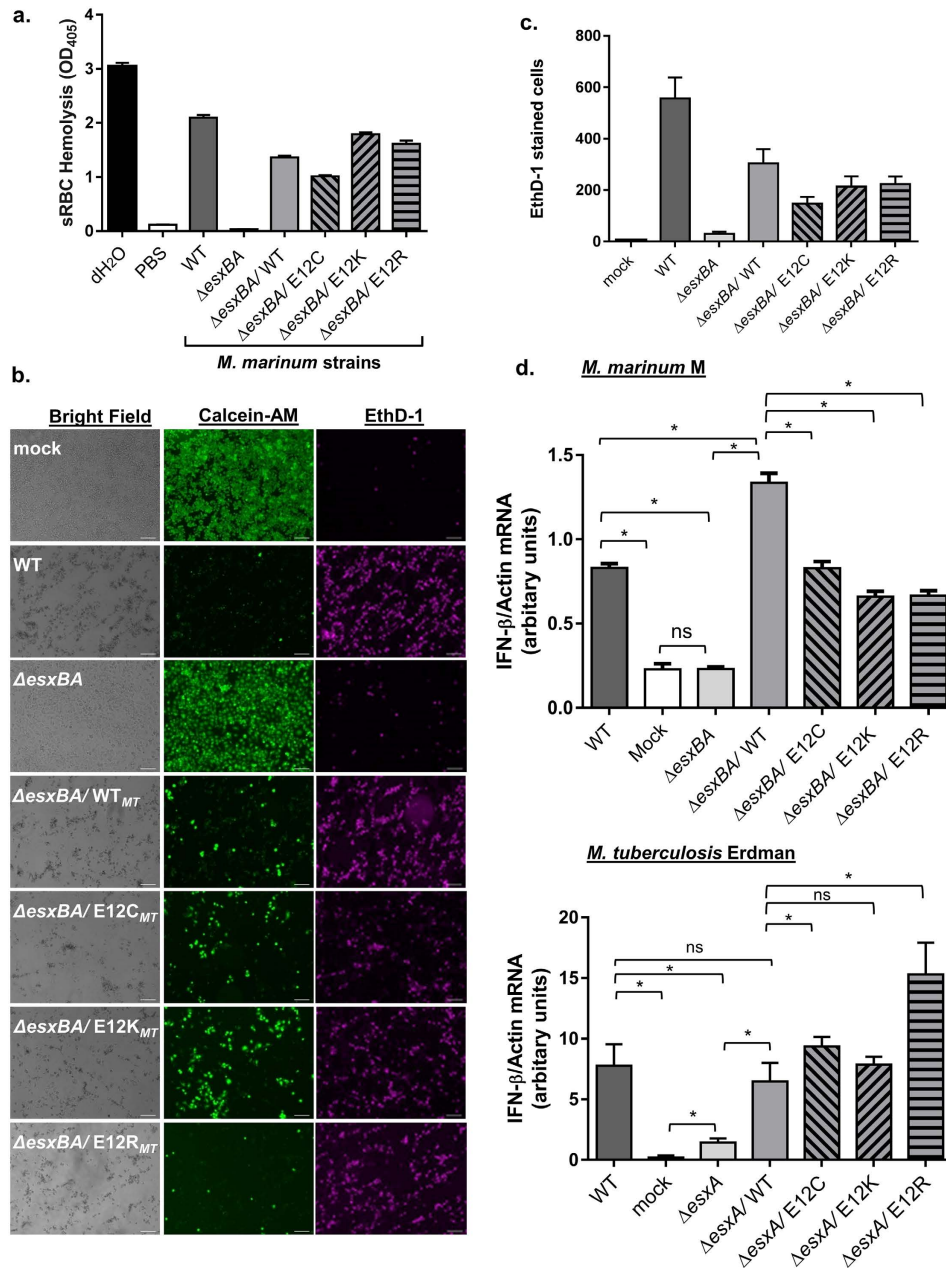 a.
sRBC Hemolysis (OD405)
4
3
2
1
0
dH2O
PBS
WT
ΔesxBA
ΔesxBA/ WT
ΔesxBA/ E12C
ΔesxBA/ E12K
ΔesxBA/ E12R
M. marinum strains
c.
EthD-1 stained cells
800
600
400
200
0
mock
WT
ΔesxBA
ΔesxBA/ WT
ΔesxBA/ E12C
ΔesxBA/ E12K
ΔesxBA/ E12R
b.
Bright Field
Calcein-AM
EthD-1
mock
WT
ΔesxBA
ΔesxBA/ WTMT
ΔesxBA/ E12CMT
ΔesxBA/ E12KMT
ΔesxBA/ E12RMT
d.
M. marinum M
IFN-β/Actin mRNA
(arbitary units)
1.5
1.0
0.5
0.0
*
*
*
*
*
*
*
ns
WT
Mock
ΔesxBA
ΔesxBA/ WT
ΔesxBA/ E12C
ΔesxBA/ E12K
ΔesxBA/ E12R
M. tuberculosis Erdman
IFN-β/Actin mRNA
(arbitary units)
20
15
10
5
0
*
ns
*
ns
*
*
*
*
WT
mock
ΔesxA
ΔesxA/ WT
ΔesxA/ E12C
ΔesxA/ E12K
ΔesxA/ E12R